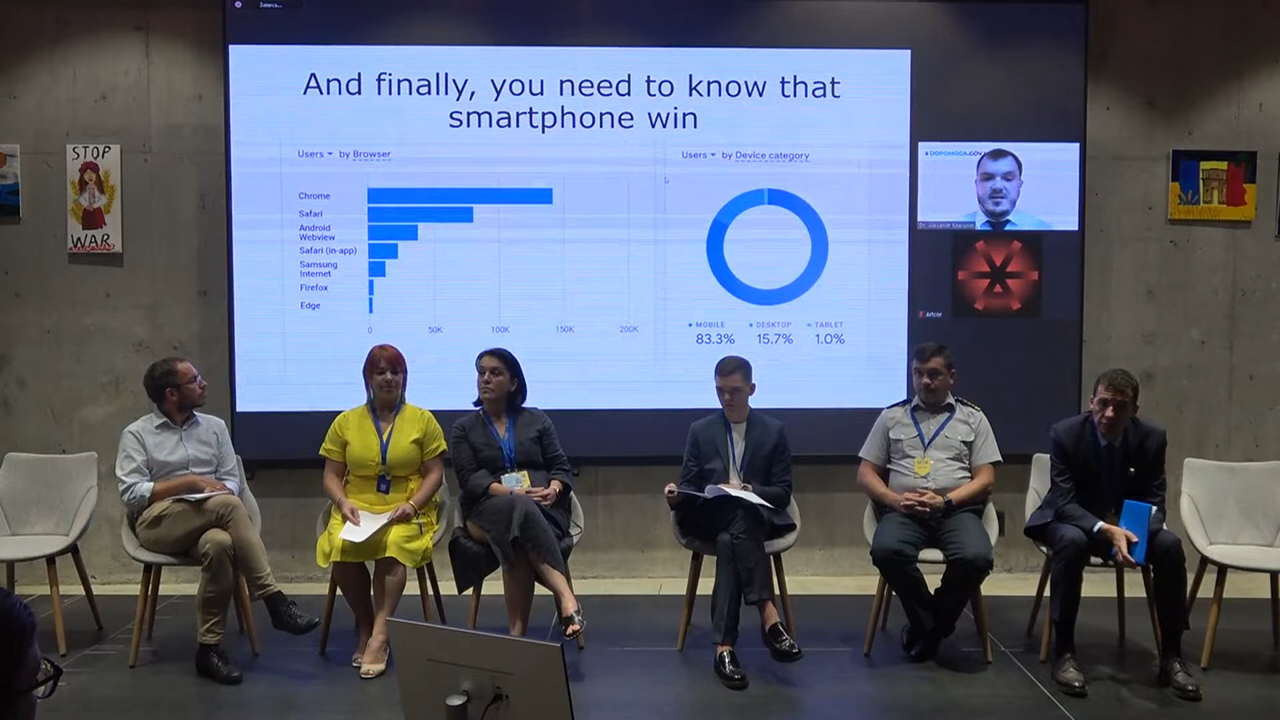 And finally, you need to know that
smartphone win
Users by Browser
Chrome
Safari
Android
Webview
Safari (in-app)
Samsung
Internet
Firefox
Edge
0 50K 100K 150K 200K
Users by Device category
MOBILE DESKTOP TABLET
83.3% 15.7% 1.0%
STOP
WAR
Artcor